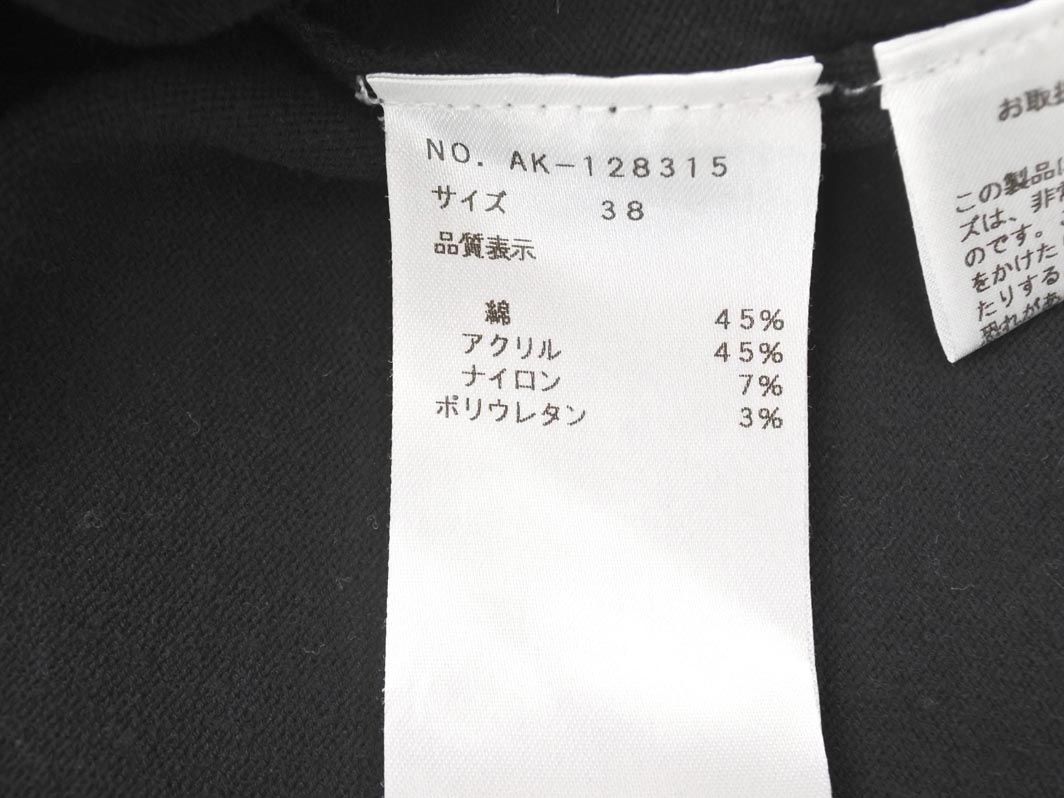 NO. AK-128315
サイズ 38
品質表示
綿 45%
アクリル 45%
ナイロン 7%
ポリウレタン 3%
お取扱
この製品は
ズは、非常
のです。
をかけた
たりする
恐れがあ